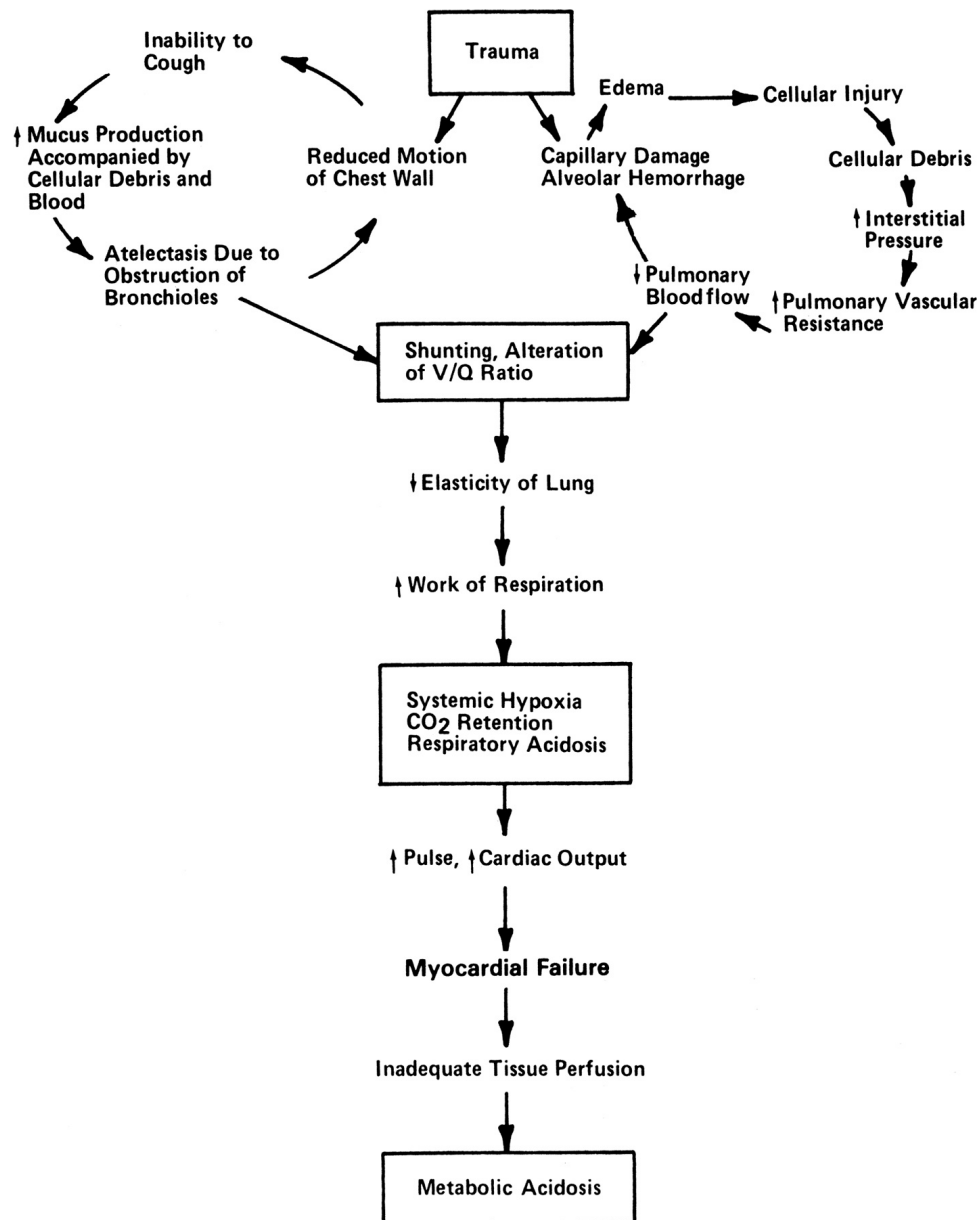 Trauma
Inability to
Cough
↑ Mucus Production
Accompanied by
Cellular Debris and
Blood
Atelectasis Due to
Obstruction of
Bronchioles
Reduced Motion
of Chest Wall
Capillary Damage
Alveolar Hemorrhage
Edema
Cellular Injury
Cellular Debris
↑ Interstitial
Pressure
↑ Pulmonary Vascular
Resistance
↓ Pulmonary
Blood flow
Shunting, Alteration
of V/Q Ratio
↓ Elasticity of Lung
↑ Work of Respiration
Systemic Hypoxia
CO2 Retention
Respiratory Acidosis
↑ Pulse, ↑ Cardiac Output
Myocardial Failure
Inadequate Tissue Perfusion
Metabolic Acidosis